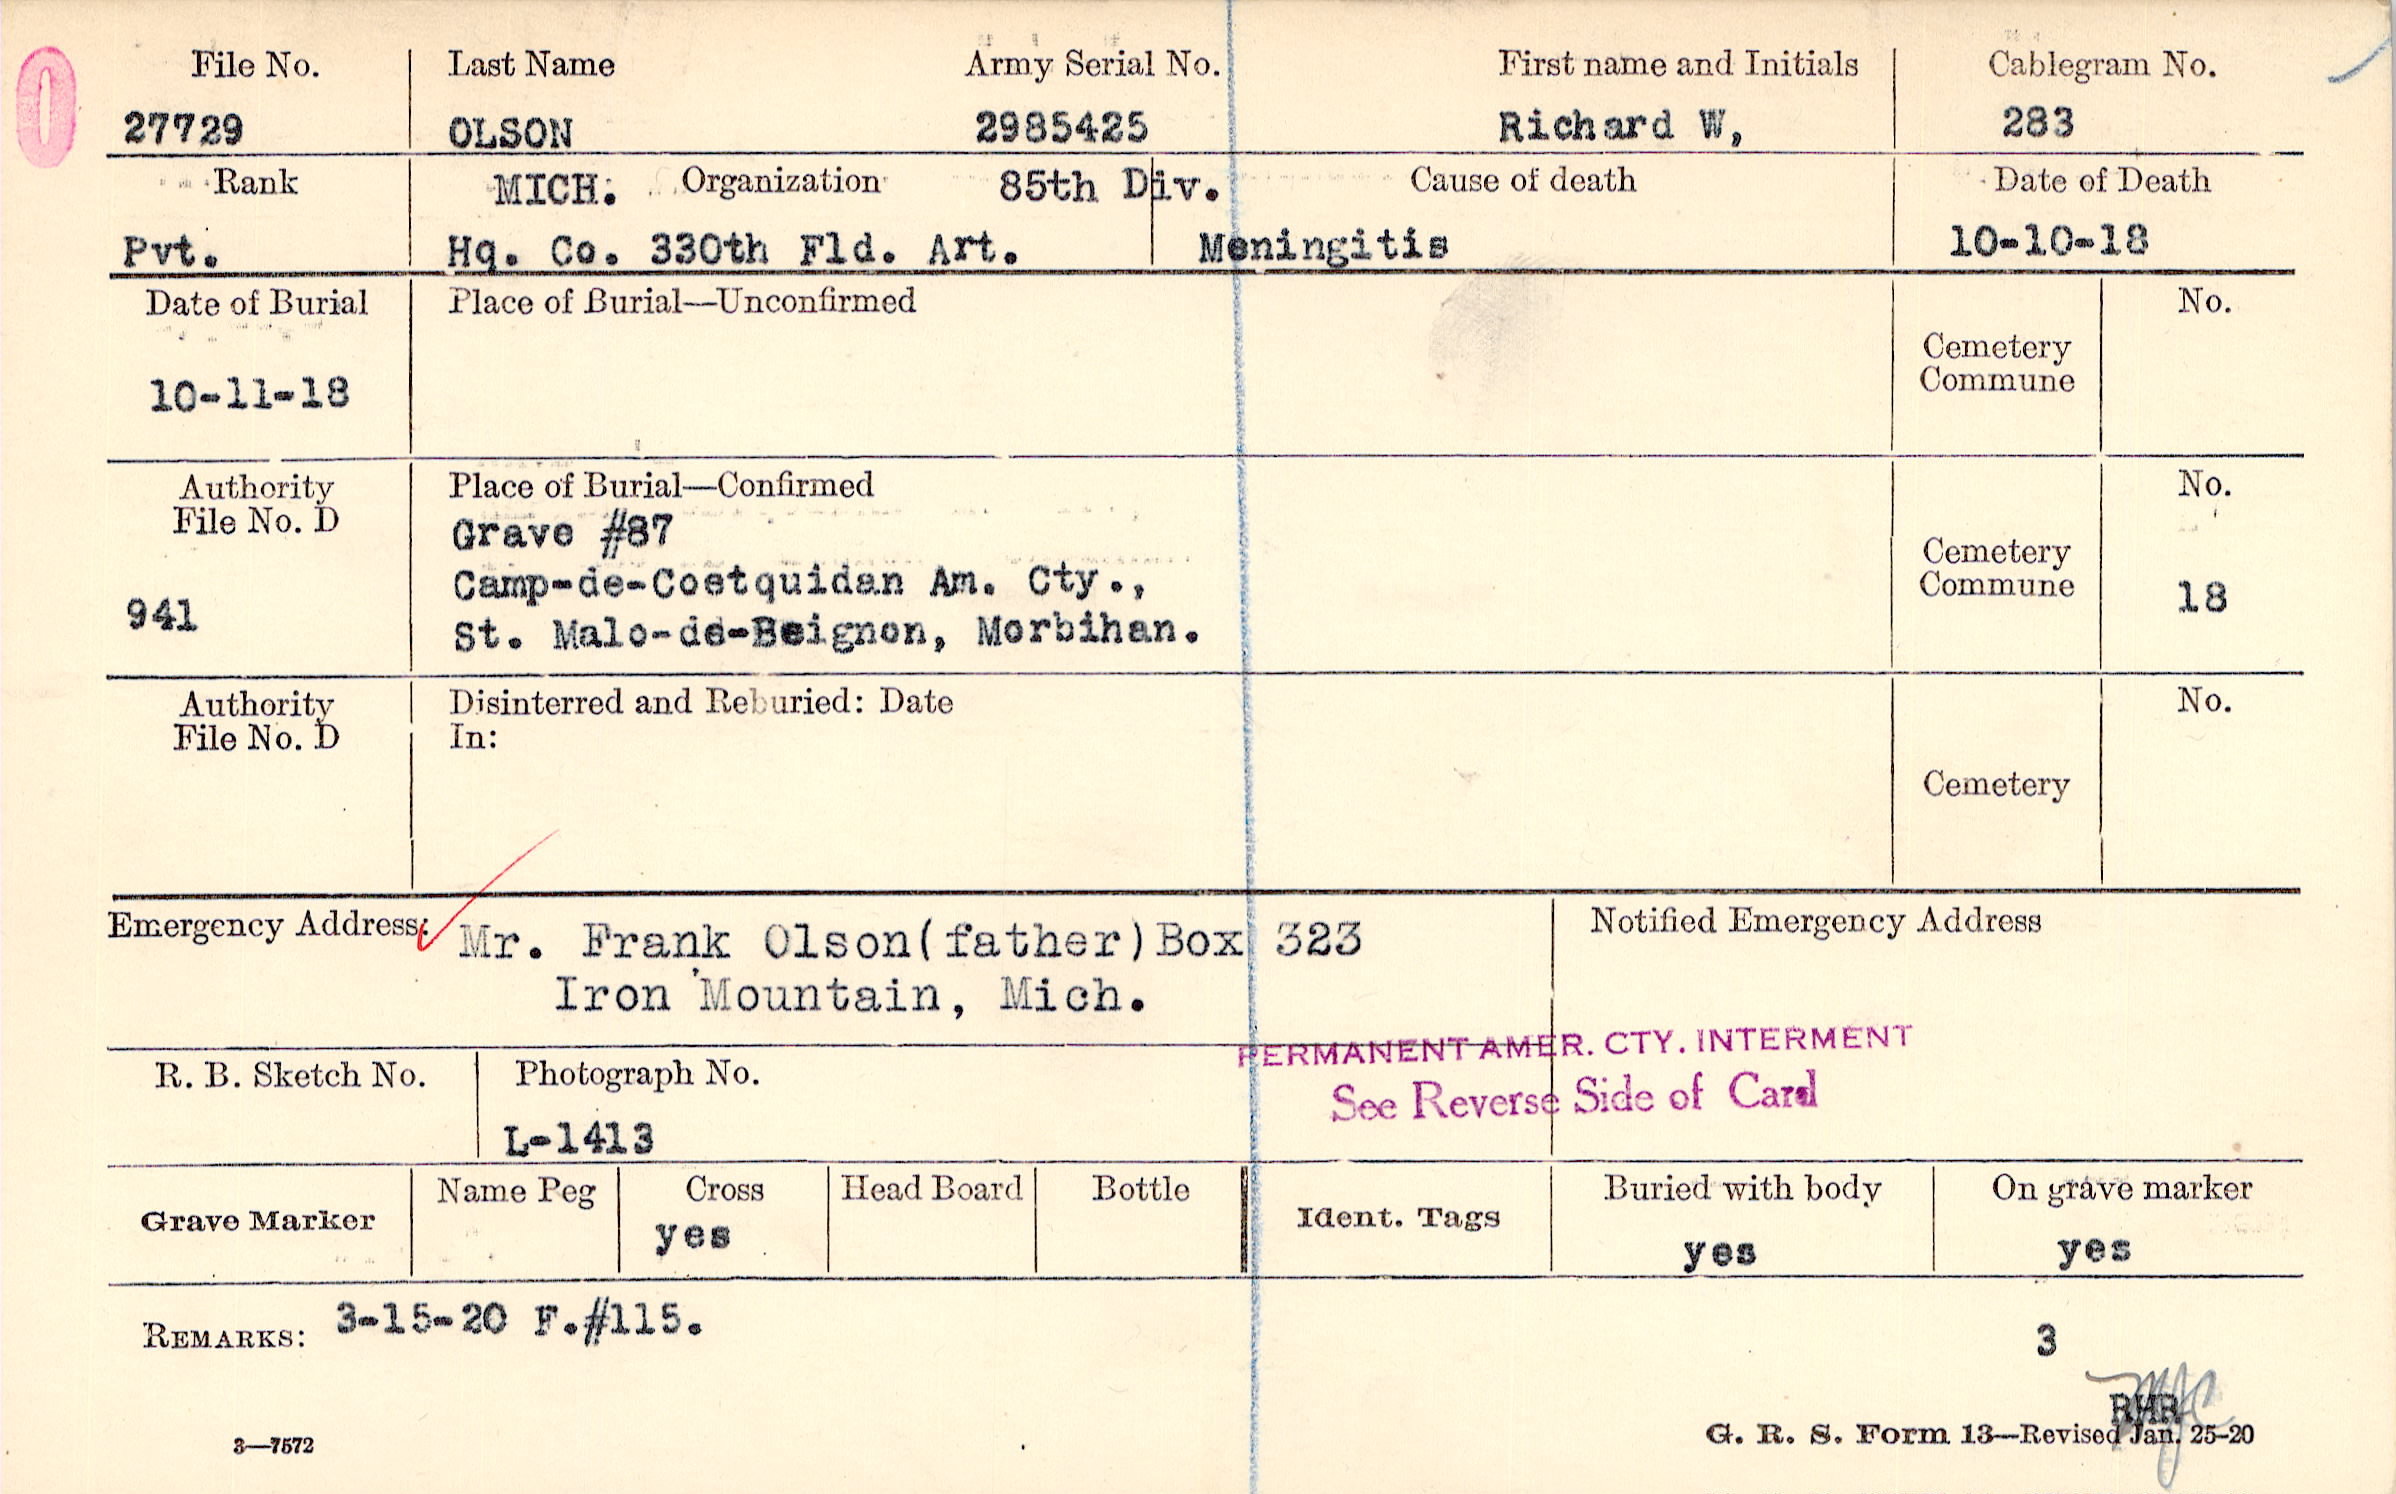 0
File No. Last Name Army Serial No. First name and Initials Cablegram No.
27729 OLSON 2985425 Richard W, 283
Rank MICH. Organization 85th Div. Cause of death Date of Death
Pvt. Hq. Co. 330th Fld. Art. Meningitis 10-10-18
Date of Burial Place of Burial—Unconfirmed No.
Cemetery
Commune
10-11-18
Authority Place of Burial—Confirmed No.
File No. D
Grave #87
Cemetery
Commune
Camp-de-Coetquidan Am. Cty., 18
941
St. Malo-de-Beignon, Morbihan.
Authority Disinterred and Reburied: Date No.
File No. D In:
Cemetery
Emergency Address: Mr. Frank Olson(father)Box 323 Notified Emergency Address
Iron Mountain, Mich.
PERMANENT AMER. CTY. INTERMENT
See Reverse Side of Card
R. B. Sketch No. Photograph No.
L-1413
Grave Marker Name Peg Cross Head Board Bottle Ident. Tags Buried with body On grave marker
yes yes yes
REMARKS: 3-15-20 F.#115.
3
RHR
3—7572 G. R. S. Form 13—Revised Jan. 25-20